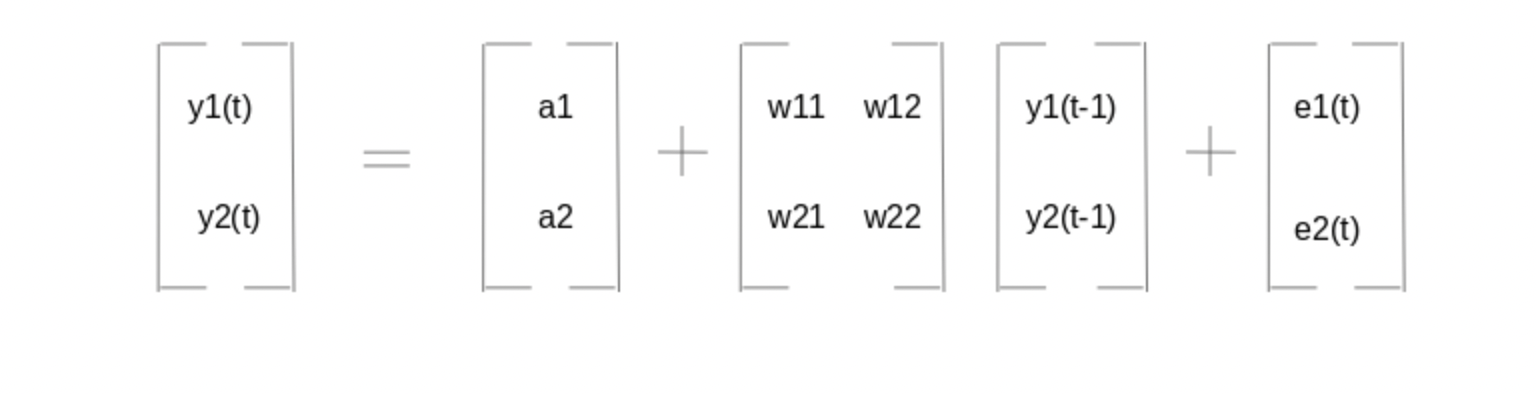 y1(t) = a1 + w11 w12 y1(t-1) + e1(t)
y2(t) a2 w21 w22 y2(t-1) e2(t)